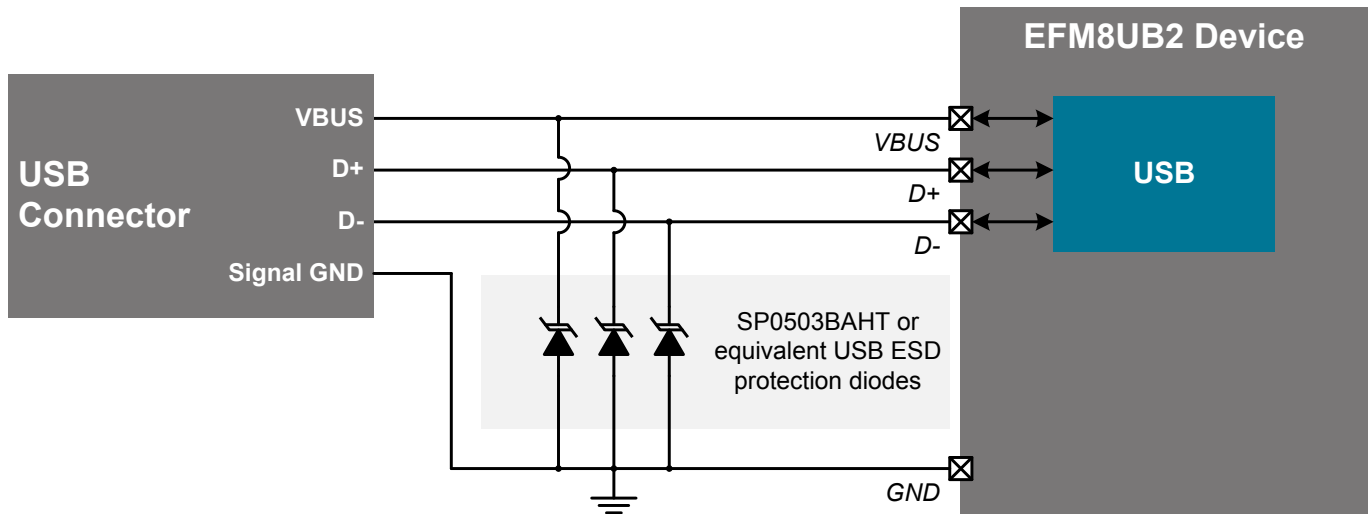 EFM8UB2 Device
USB
Connector
VBUS
D+
D-
Signal GND
VBUS
D+
D-
USB
SP0503BAHT or
equivalent USB ESD
protection diodes
GND